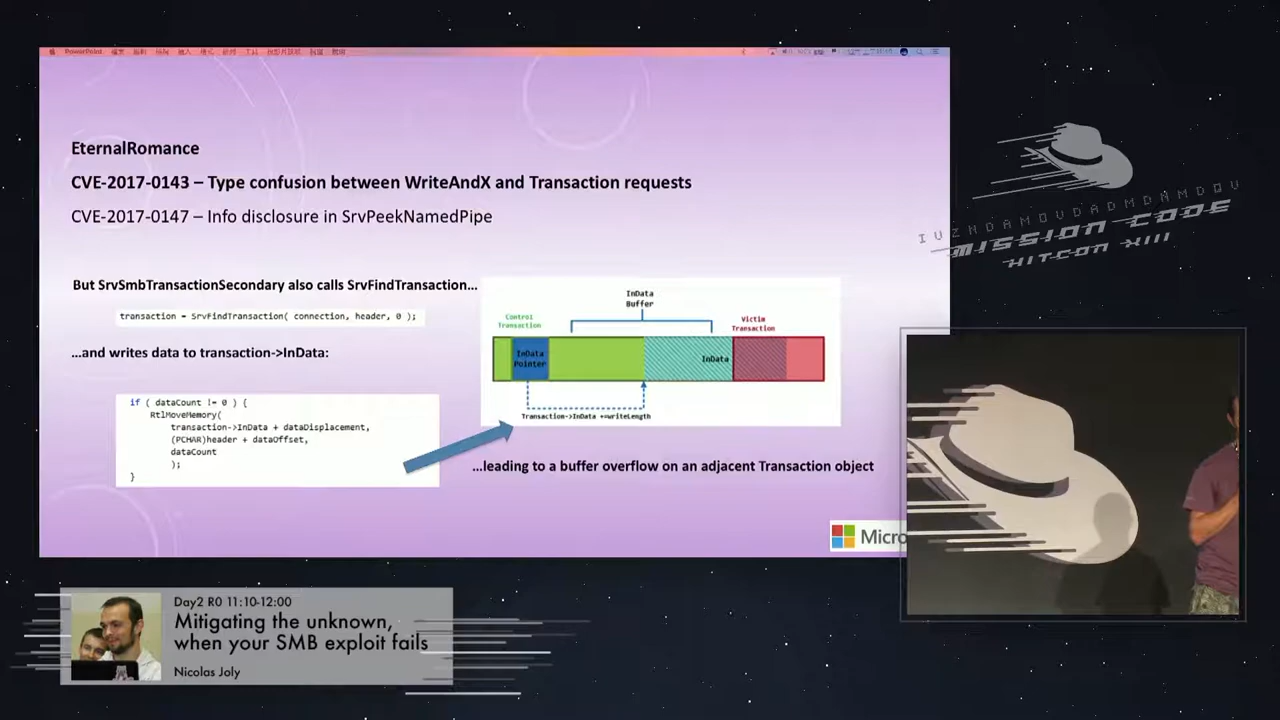 PowerPoint
EternalRomance
CVE-2017-0143 – Type confusion between WriteAndX and Transaction requests
CVE-2017-0147 – Info disclosure in SrvPeekNamedPipe
But SrvSmbTransactionSecondary also calls SrvFindTransaction...
transaction = SrvFindTransaction( connection, header, 0 );
...and writes data to transaction->InData:
if ( dataCount != 0 ) {
RtlMoveMemory(
transaction->InData + dataDisplacement,
(PCHAR)header + dataOffset,
dataCount
);
}
InData
Buffer
Control
Transaction
Victim
Transaction
InData
Pointer
InData
Transaction->InData +=writeLength
...leading to a buffer overflow on an adjacent Transaction object
Micro
MISSION CODE
HITCON XIII
Day2 R0 11:10-12:00
Mitigating the unknown,
when your SMB exploit fails
Nicolas Joly